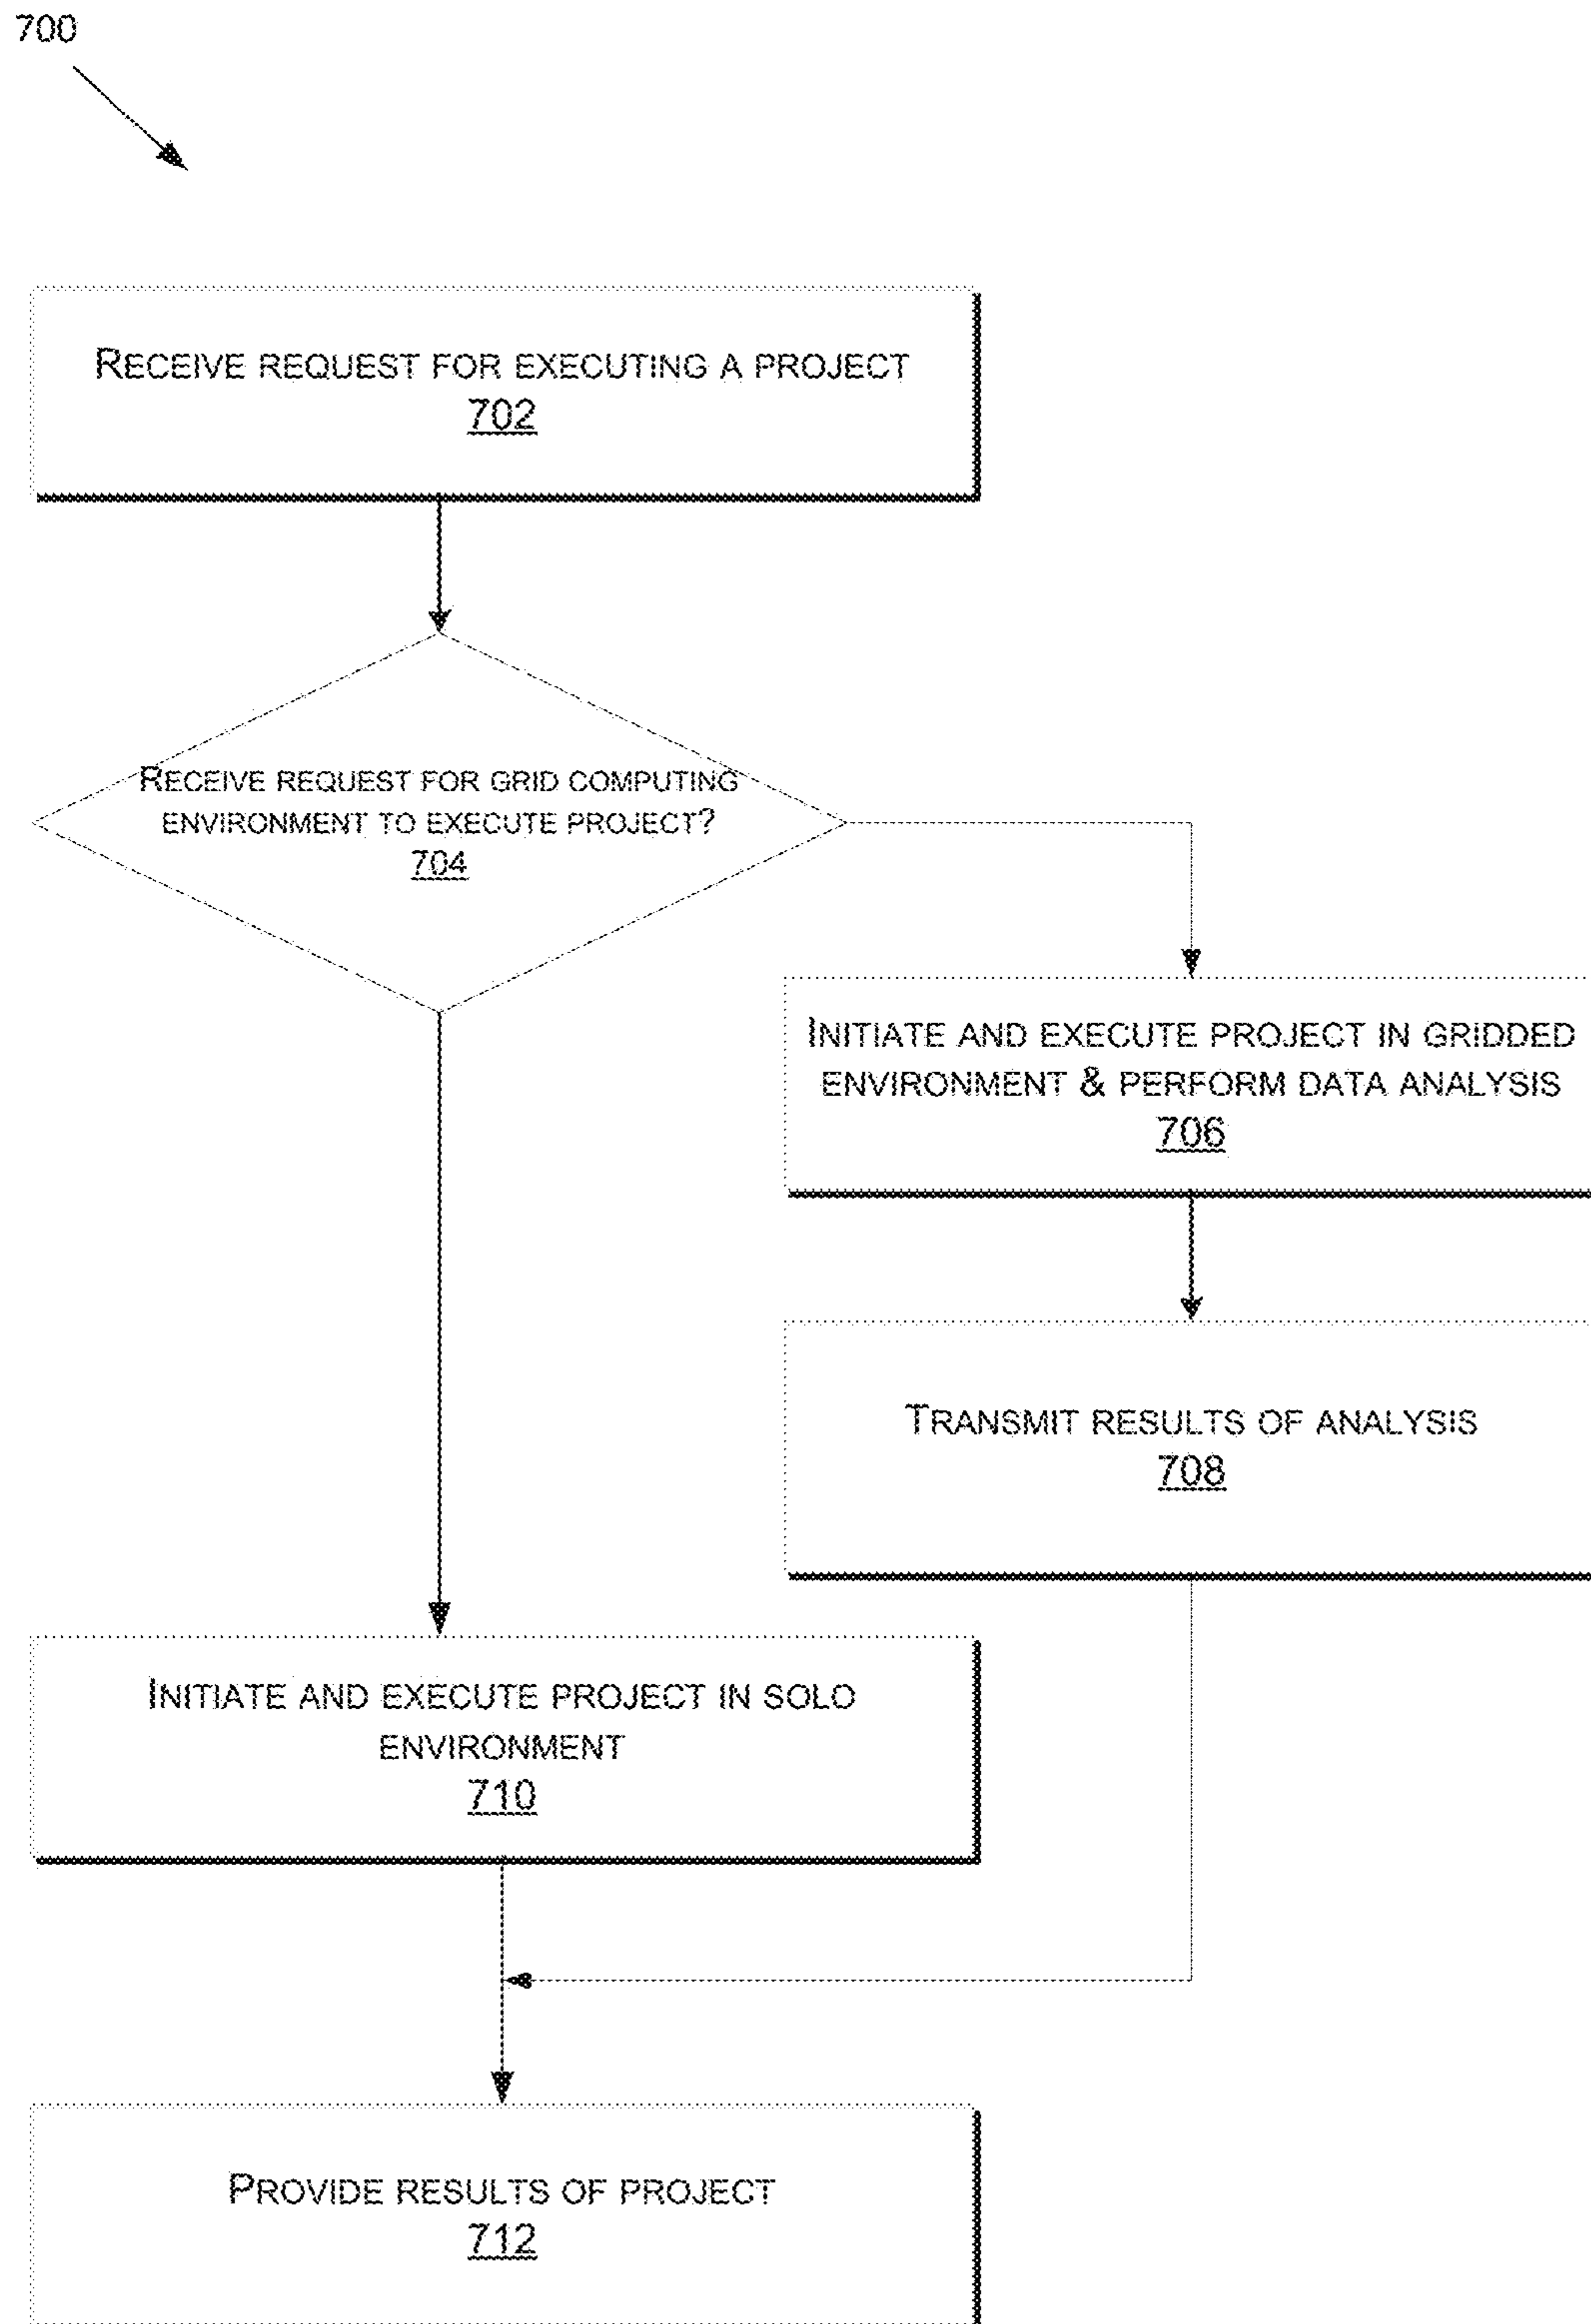 700
RECEIVE REQUEST FOR EXECUTING A PROJECT
702
RECEIVE REQUEST FOR GRID COMPUTING
ENVIRONMENT TO EXECUTE PROJECT?
704
INITIATE AND EXECUTE PROJECT IN GRIDDED
ENVIRONMENT & PERFORM DATA ANALYSIS
706
TRANSMIT RESULTS OF ANALYSIS
708
INITIATE AND EXECUTE PROJECT IN SOLO
ENVIRONMENT
710
PROVIDE RESULTS OF PROJECT
712